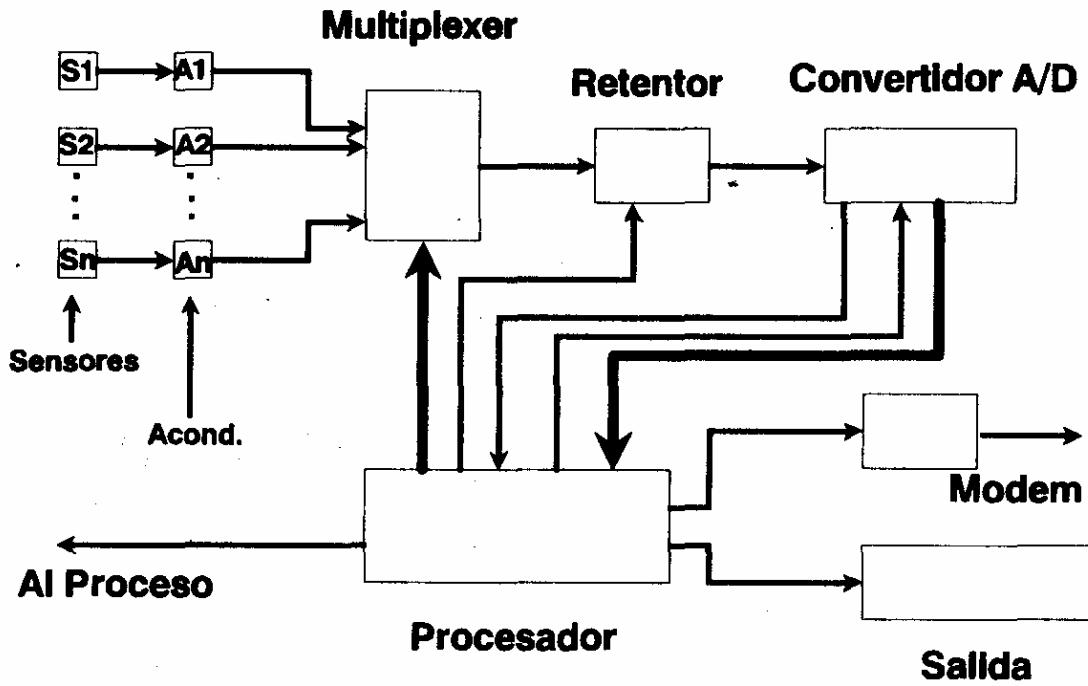 Multiplexer
S1
A1
Retentor
Convertidor A/D
S2
A2
Sn
An
Sensores
Acond.
Modem
Al Proceso
Procesador
Salida